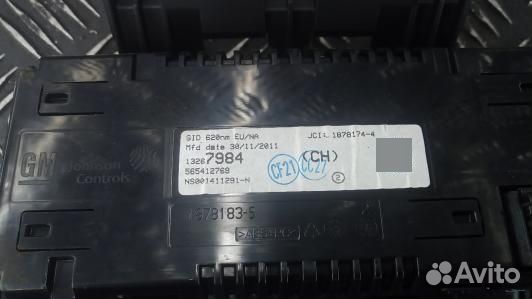 GID 620nm EU/NA JCI: 1878174-4
Mfd date 30/11/2011
13267984 (CH)
565412769
CF21 CC27
NS001411291-N
2
GM Johnson Controls
1878183-5
Avito